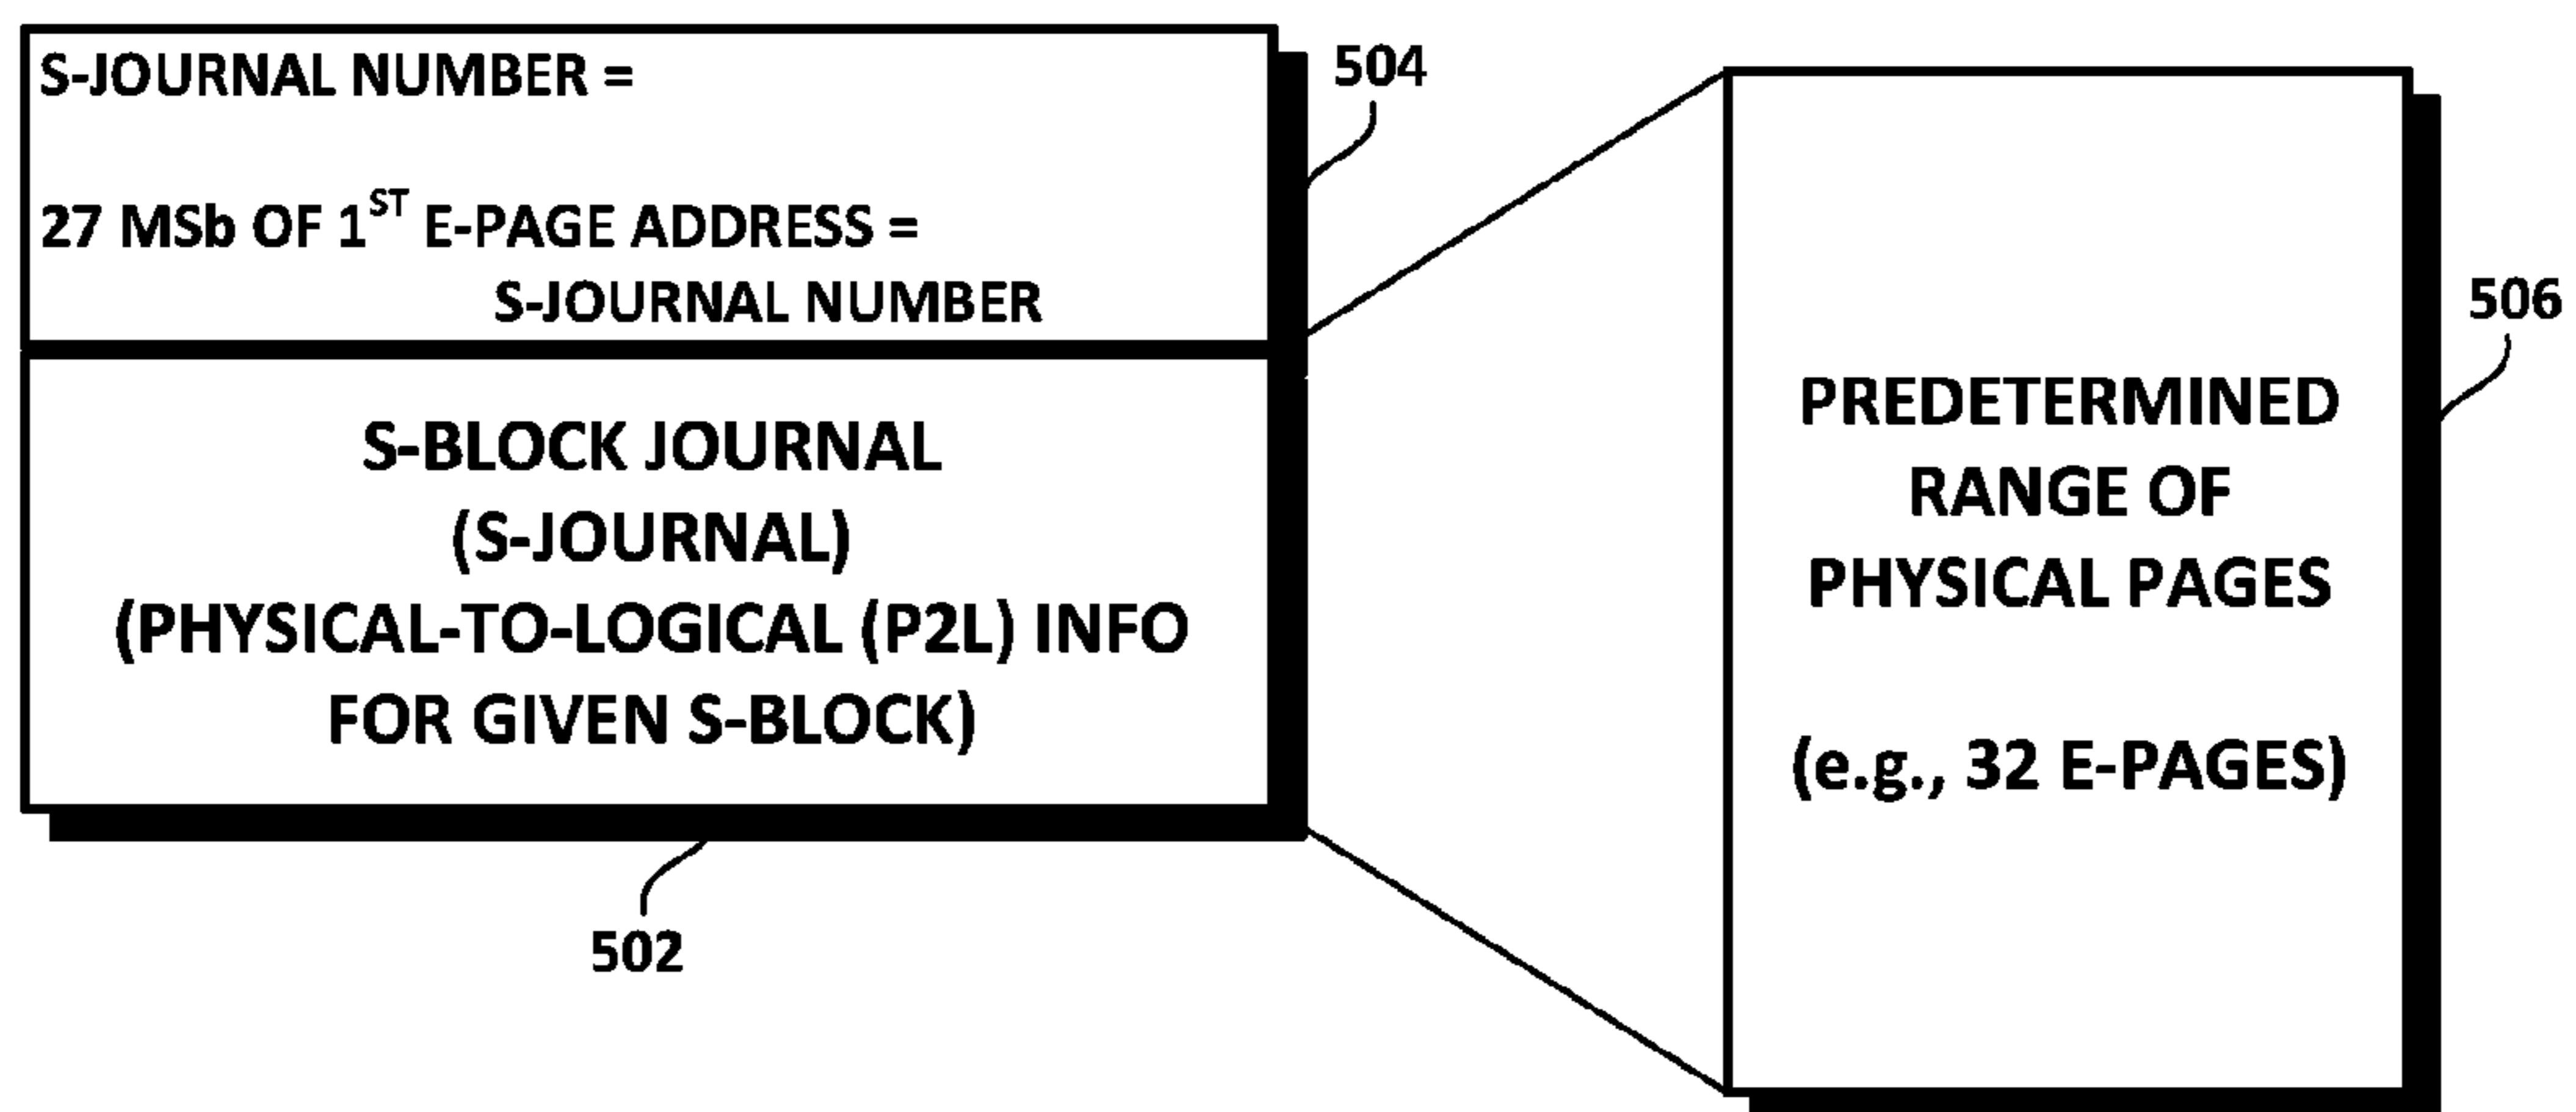 S-JOURNAL NUMBER =
27 MSb OF 1ST E-PAGE ADDRESS =
S-JOURNAL NUMBER
504
S-BLOCK JOURNAL
(S-JOURNAL)
(PHYSICAL-TO-LOGICAL (P2L) INFO
FOR GIVEN S-BLOCK)
502
PREDETERMINED
RANGE OF
PHYSICAL PAGES
(e.g., 32 E-PAGES)
506